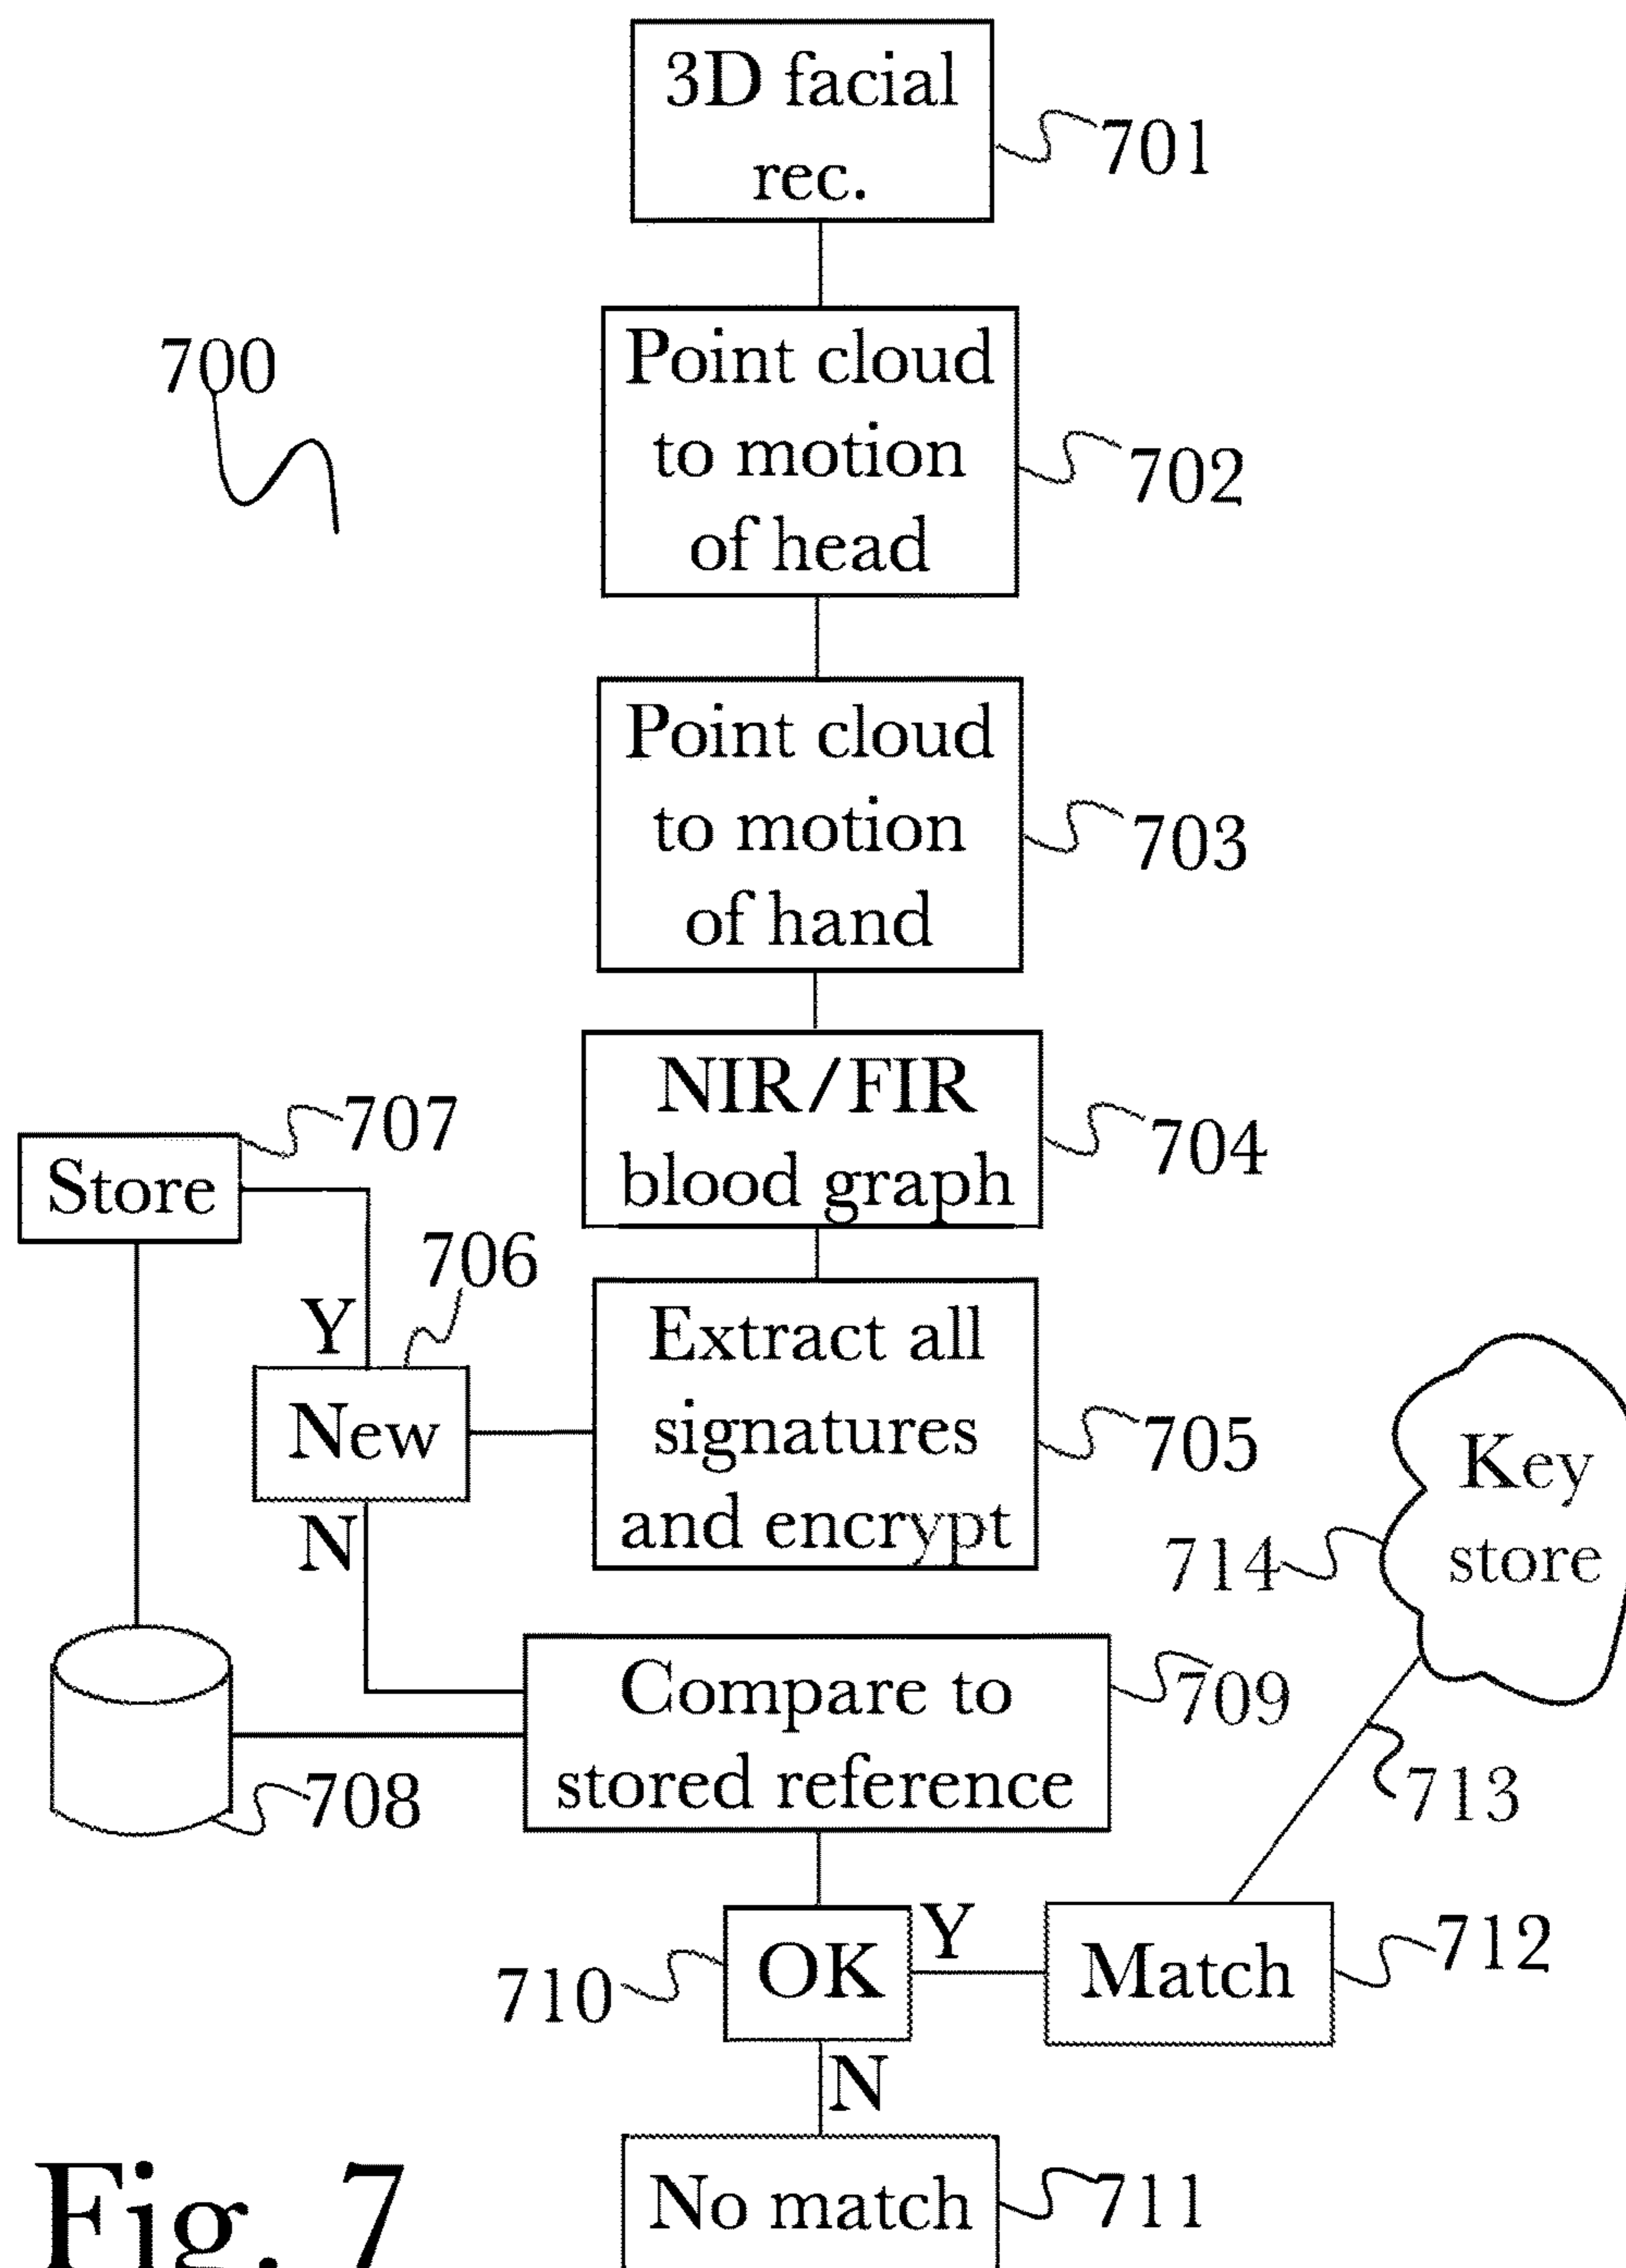 3D facial
rec.
701
700
Point cloud
to motion
of head
702
Point cloud
to motion
of hand
703
NIR/FIR
blood graph
704
707
Store
706
Y
New
N
Extract all
signatures
and encrypt
705
Key
store
714
Compare to
stored reference
709
708
713
OK
Y
710
Match
712
N
No match
711
Fig. 7